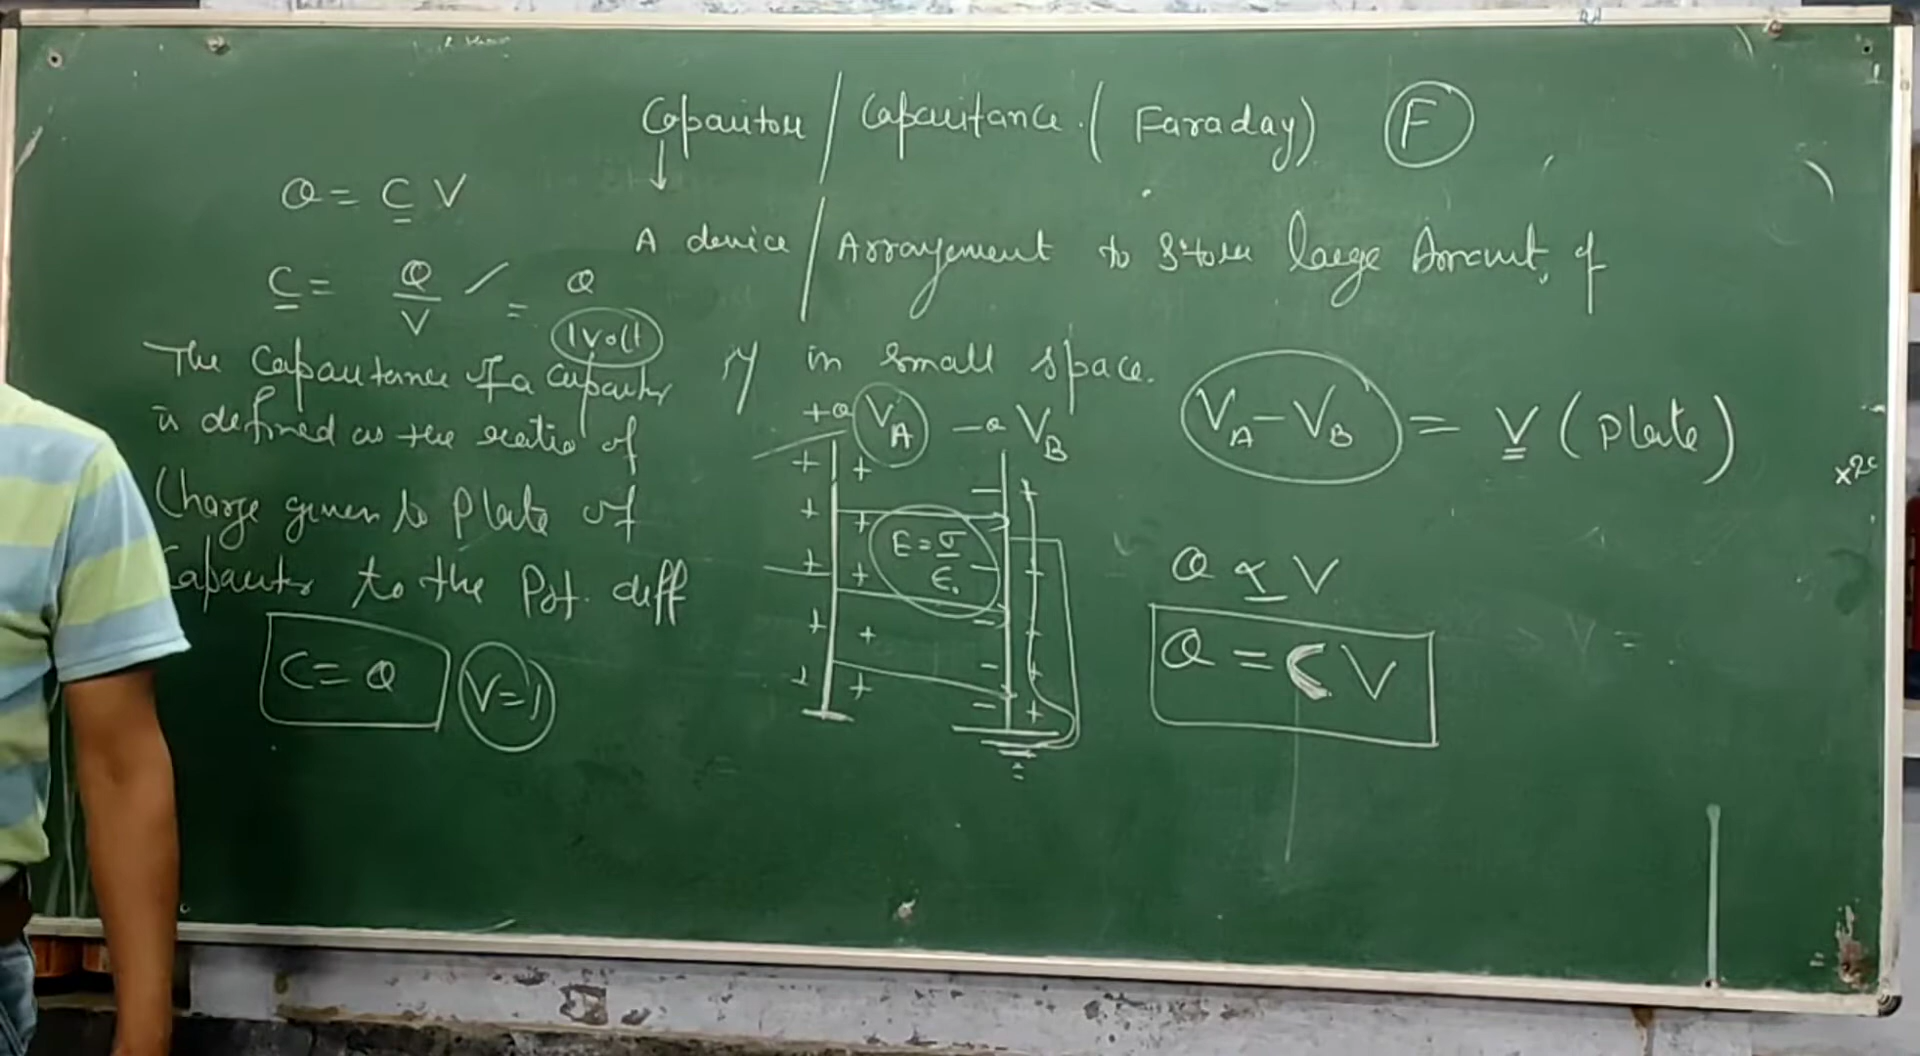 Capacitor / Capacitance. (Faraday) F
A device / Arrangement to Store large Amount of
in small space.
Q = C V
C = Q/V = Q/1 Volt
The Capacitance of a capacitor
is defined as the ratio of
Charge given to Plate of
Capacitor to the Pot. diff
C = Q V=1
+Q VA -Q VB
+ + + + + + + + + +
E = σ/ε₀
- - - - -
+ + + + +
VA - VB = V (Plate)
Q ∝ V
Q = C V